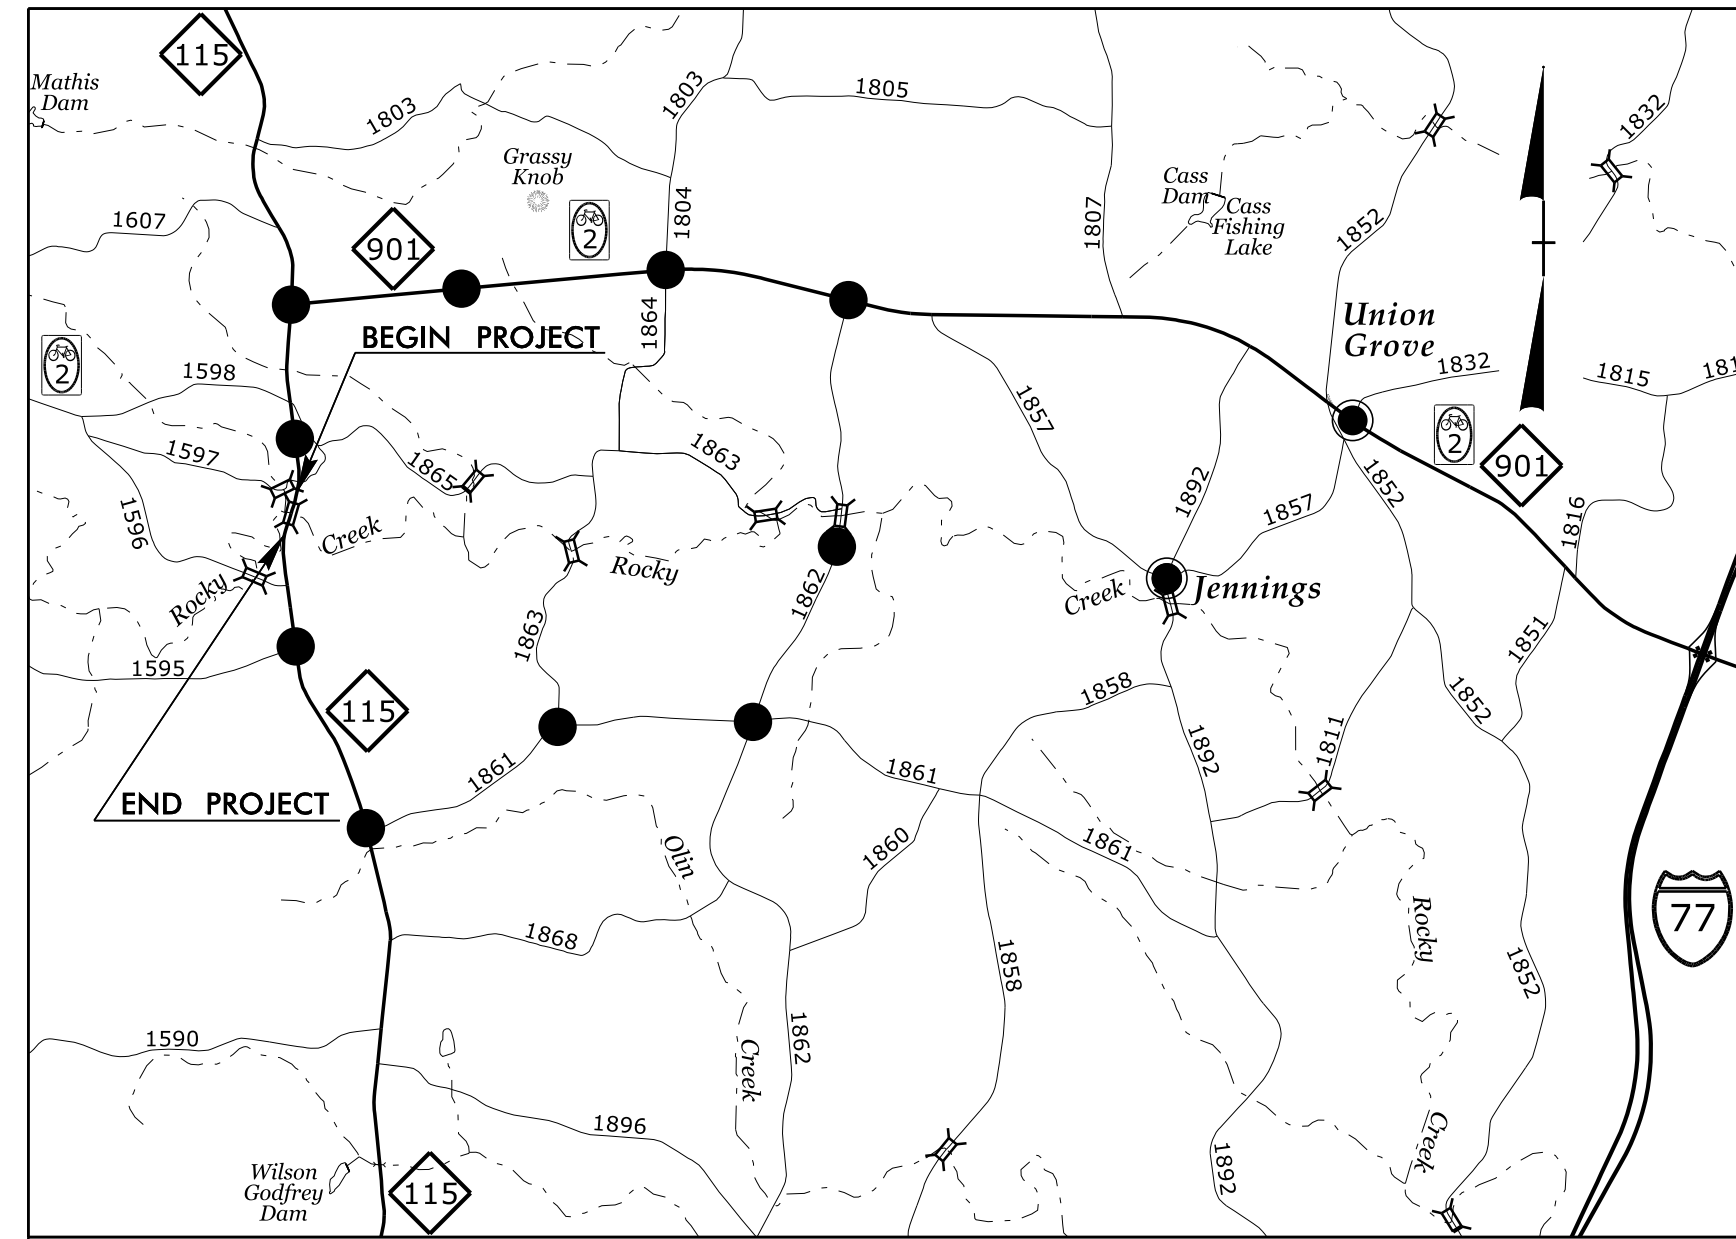 115
Mathis
Dam
1803
1803
1805
1832
Grassy
Knob
Cass
Dam
Cass
Fishing
Lake
1607
901
2
1804
1807
1852
1864
BEGIN PROJECT
Union
Grove
2
1598
1832
1815
181
1857
2
901
1597
1865
1863
1892
1852
1596
Creek
1857
1816
Rocky
Rocky
1862
Creek
Jennings
1863
1851
1595
115
1858
1852
1892
1811
1861
1861
END PROJECT
Olin
1860
1861
77
Rocky
1868
1858
1852
1590
1862
Creek
1896
Creek
Wilson
Godfrey
Dam
115
1892